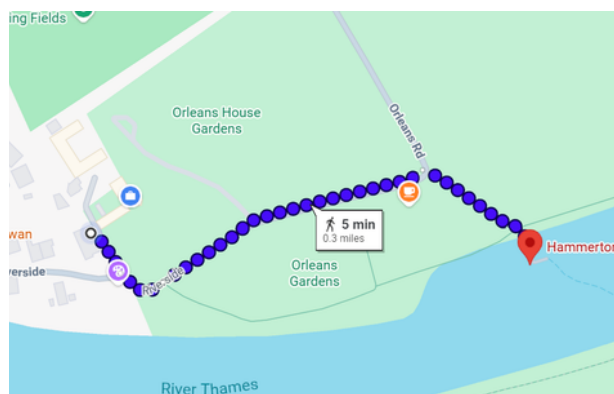 ing Fields
Orleans House
Gardens
Orleans Rd
wan
5 min
0.3 miles
Hammerton
verside
Riverside
Orleans
Gardens
River Thames